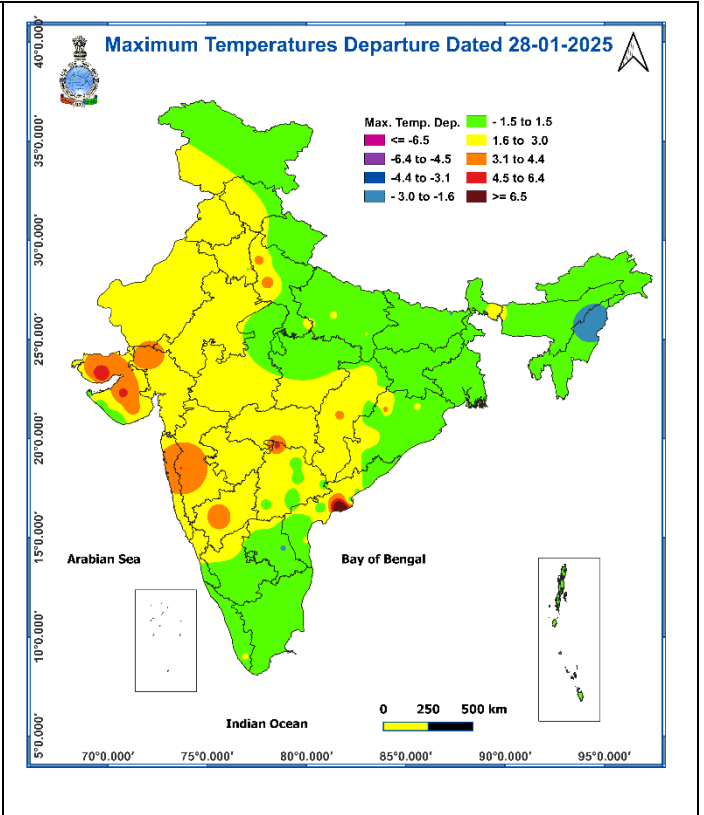 Maximum Temperatures Departure Dated 28-01-2025
Max. Temp. Dep.
<= -6.5
-6.4 to -4.5
-4.4 to -3.1
- 3.0 to -1.6
- 1.5 to 1.5
1.6 to 3.0
3.1 to 4.4
4.5 to 6.4
>= 6.5
40°0.000'
35°0.000'
30°0.000'
25°0.000'
20°0.000'
15°0.000'
10°0.000'
5°0.000'
Arabian Sea
Bay of Bengal
Indian Ocean
0 250 500 km
70°0.000'
75°0.000'
80°0.000'
85°0.000'
90°0.000'
95°0.000'